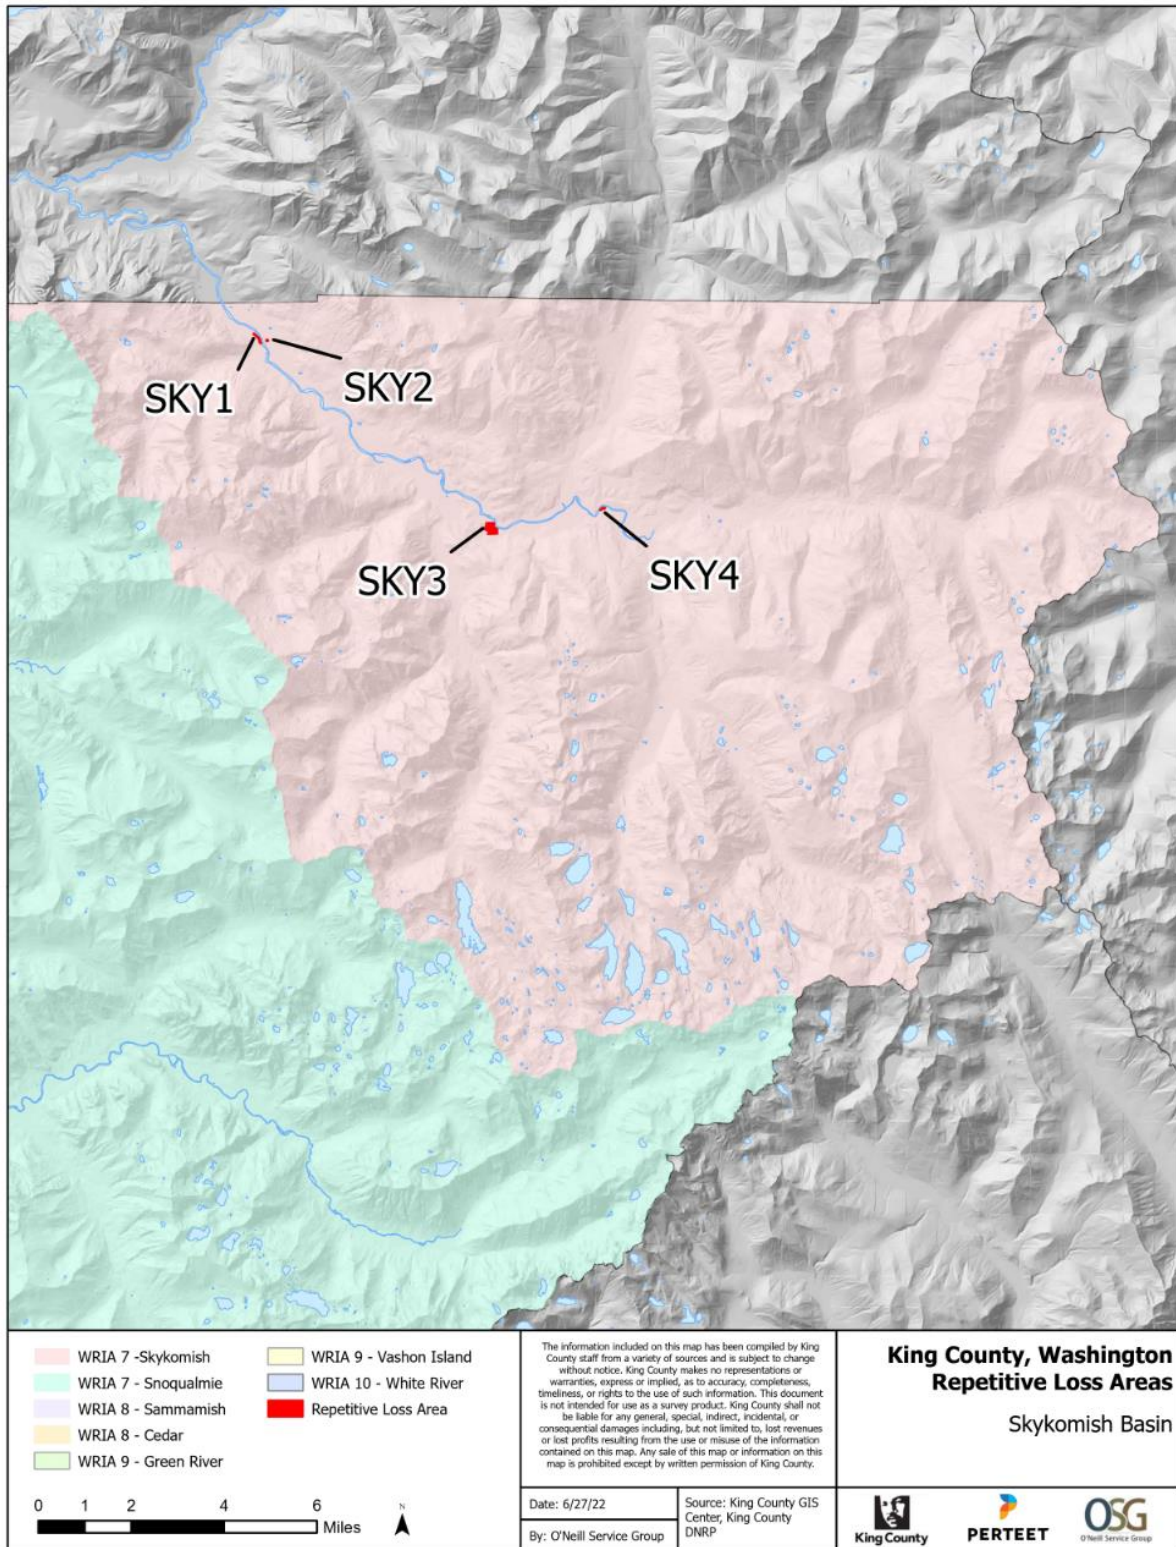 SKY1
SKY2
SKY3
SKY4
WRIA 7 -Skykomish
WRIA 7 - Snoqualmie
WRIA 8 - Sammamish
WRIA 8 - Cedar
WRIA 9 - Green River
WRIA 9 - Vashon Island
WRIA 10 - White River
Repetitive Loss Area
0 1 2 4 6
Miles
N
The information included on this map has been compiled by King
County staff from a variety of sources and is subject to change
without notice. King County makes no representations or
warranties, express or implied, as to accuracy, completeness,
timeliness, or rights to the use of such information. This document
is not intended for use as a survey product. King County shall not
be liable for any general, special, indirect, incidental, or
consequential damages including, but not limited to, lost revenues
or lost profits resulting from the use or misuse of the information
contained on this map. Any sale of this map or information on this
map is prohibited except by written permission of King County.
Date: 6/27/22
By: O'Neill Service Group
Source: King County GIS
Center, King County
DNRP
King County, Washington
Repetitive Loss Areas
Skykomish Basin
King County
PERTEET
OSG
O'Neill Service Group